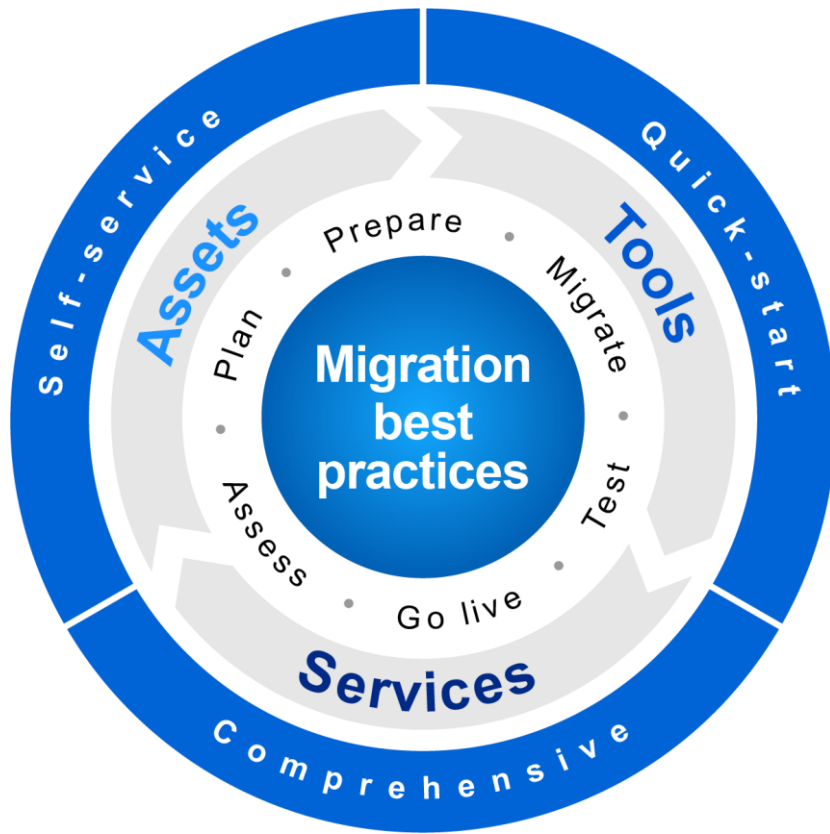 Self-service
Quick-start
Comprehensive
Assets
Tools
Services
Prepare
Migrate
Test
Go live
Assess
Plan
Migration
best
practices